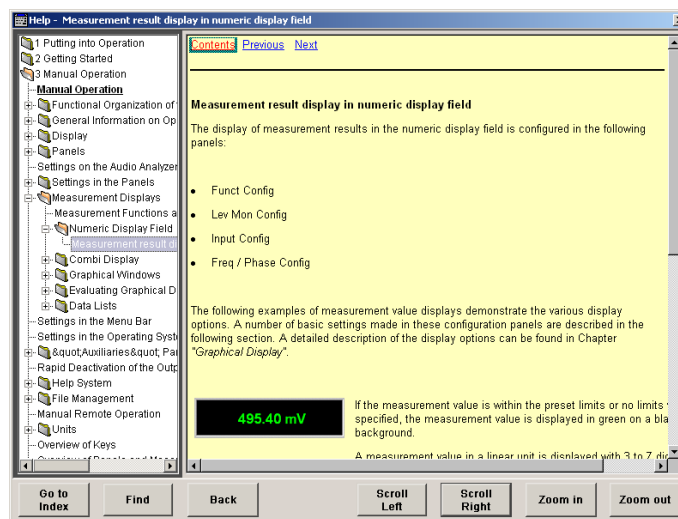 Help - Measurement result display in numeric display field
1 Putting into Operation
2 Getting Started
3 Manual Operation
Manual Operation
Functional Organization of
General Information on Op
Display
Panels
Settings on the Audio Analyzer
Settings in the Panels
Measurement Displays
Measurement Functions a
Numeric Display Field
Measurement result di
Combi Display
Graphical Windows
Evaluating Graphical D
Data Lists
Settings in the Menu Bar
Settings in the Operating Syste
&quot;Auxiliaries&quot; Par
Rapid Deactivation of the Outp
Help System
File Management
Manual Remote Operation
Units
Overview of Keys
Contents Previous Next
Measurement result display in numeric display field
The display of measurement results in the numeric display field is configured in the following
panels:
• Funct Config
• Lev Mon Config
• Input Config
• Freq / Phase Config
The following examples of measurement value displays demonstrate the various display
options. A number of basic settings made in these configuration panels are described in the
following section. A detailed description of the display options can be found in Chapter
"Graphical Display".
495.40 mV
If the measurement value is within the preset limits or no limits
specified, the measurement value is displayed in green on a bla
background.
A measurement value in a linear unit is displayed with 3 to 7 dig
Go to
Index
Find
Back
Scroll
Left
Scroll
Right
Zoom in
Zoom out